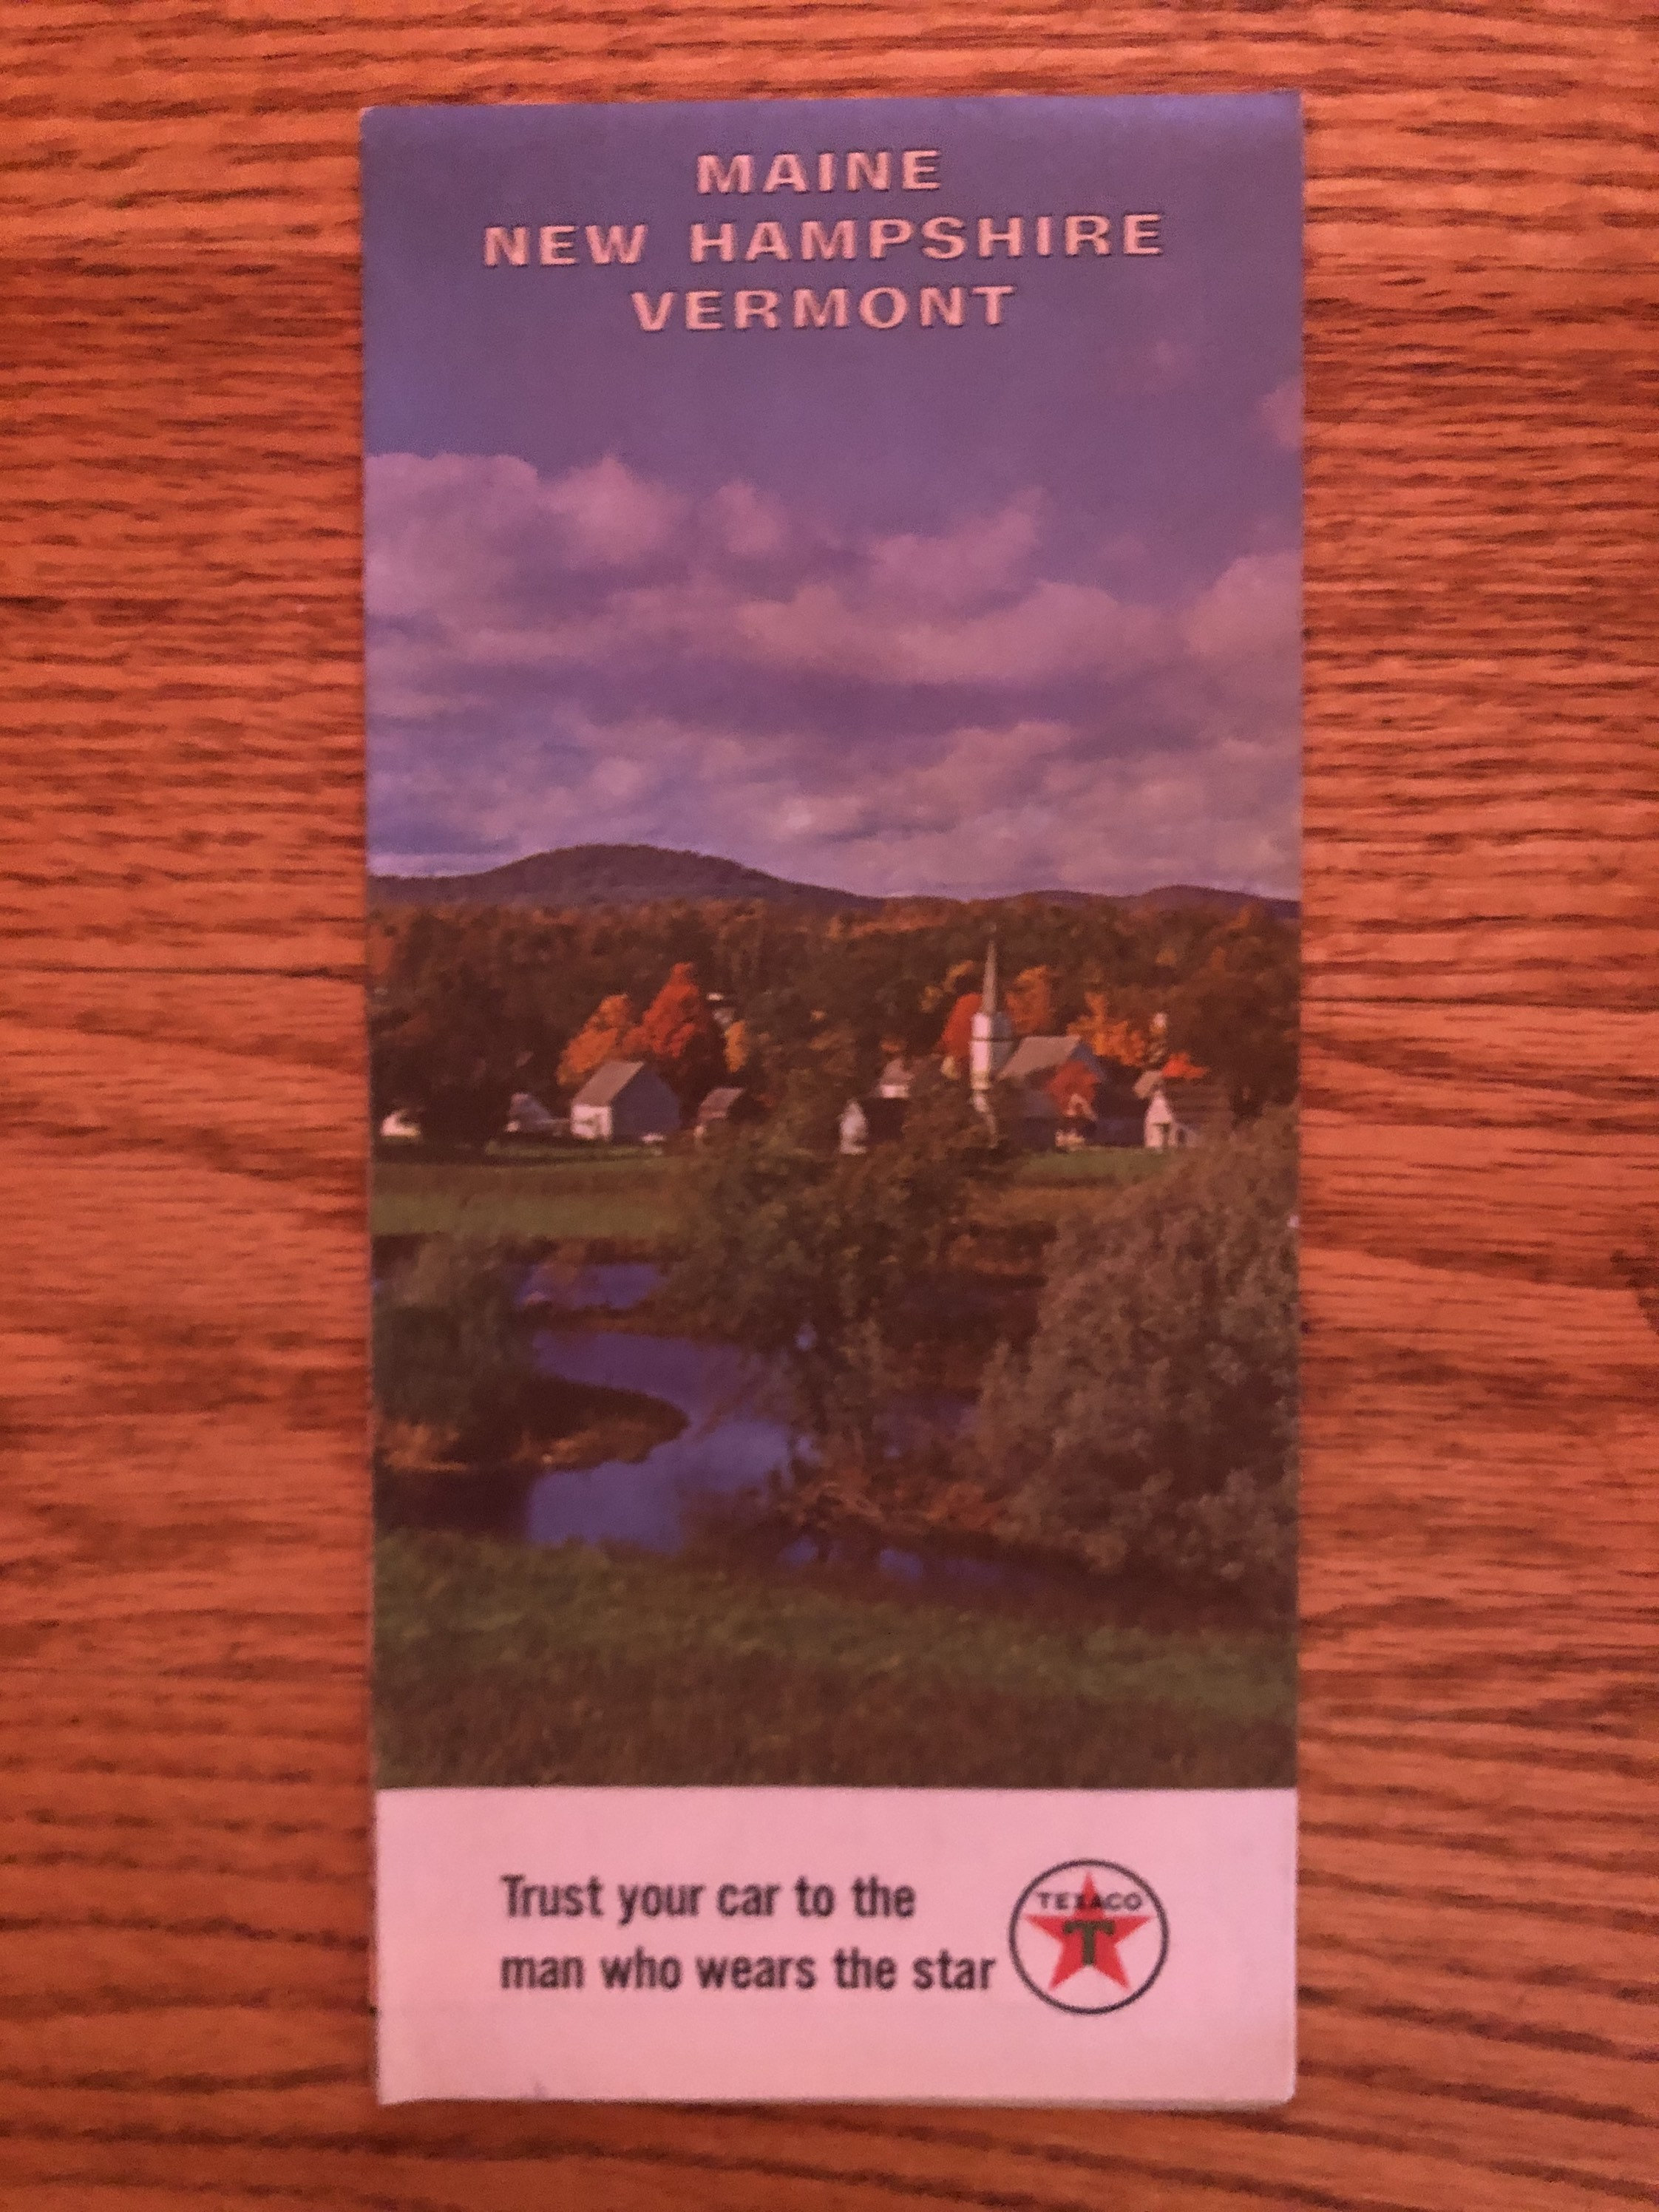 MAINE
NEW HAMPSHIRE
VERMONT
Trust your car to the
man who wears the star
TEXACO
T